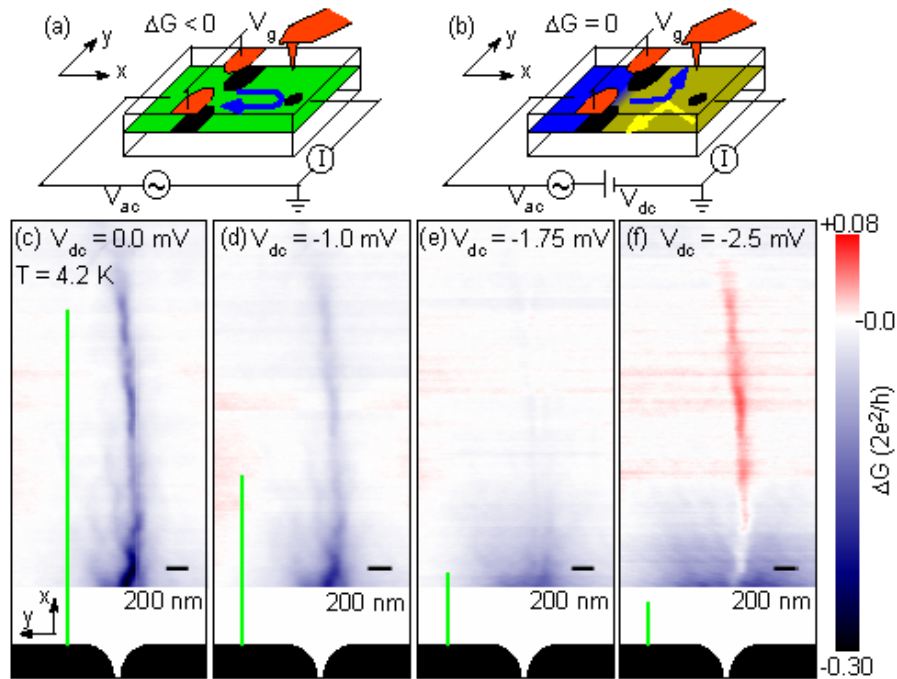 (a) ΔG < 0 V_g
y
x
I
V_ac
(b) ΔG = 0 V_g
y
x
I
V_ac V_dc
(c) V_dc = 0.0 mV
T = 4.2 K
200 nm
x
y
(d) V_dc = -1.0 mV
200 nm
(e) V_dc = -1.75 mV
200 nm
(f) V_dc = -2.5 mV
200 nm
+0.08
-0.0
ΔG (2e²/h)
-0.30